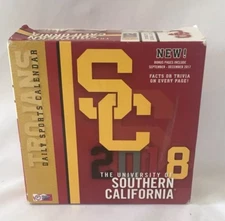 TROJANS
DAILY SPORTS CALENDAR
NEW!
BONUS PAGES INCLUDE
SEPTEMBER - DECEMBER 2017
FACTS OR TRIVIA
ON EVERY PAGE!
SC
2018
THE UNIVERSITY OF
SOUTHERN
CALIFORNIA